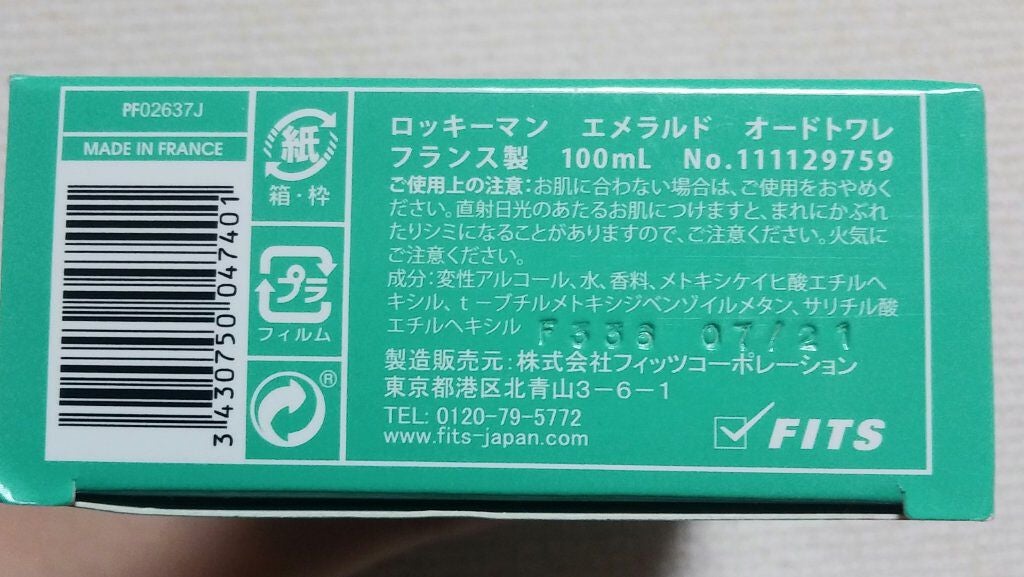 PF02637J
MADE IN FRANCE
3 430750 047401
紙
箱・枠
プラ
フィルム
®
ロッキーマン エメラルド オードトワレ
フランス製 100mL No.111129759
ご使用上の注意：お肌に合わない場合は、ご使用をおやめく
ださい。直射日光のあたるお肌につけますと、まれにかぶれ
たりシミになることがありますので、ご注意ください。火気に
ご注意ください。
成分：変性アルコール、水、香料、メトキシケイヒ酸エチルヘ
キシル、t－ブチルメトキシジベンゾイルメタン、サリチル酸
エチルヘキシル
F336 07/21
製造販売元：株式会社フィッツコーポレーション
東京都港区北青山3－6－1
TEL: 0120-79-5772
www.fits-japan.com
FITS